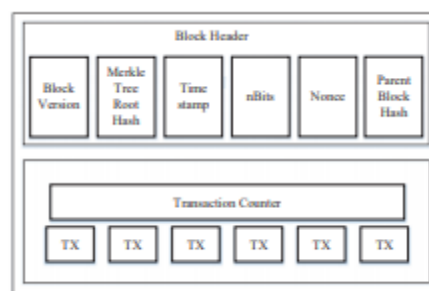 Block Header
Block
Version
Merkle
Tree
Root
Hash
Time
stamp
nBits
Nonce
Parent
Block
Hash
Transaction Counter
TX
TX
TX
TX
TX
TX